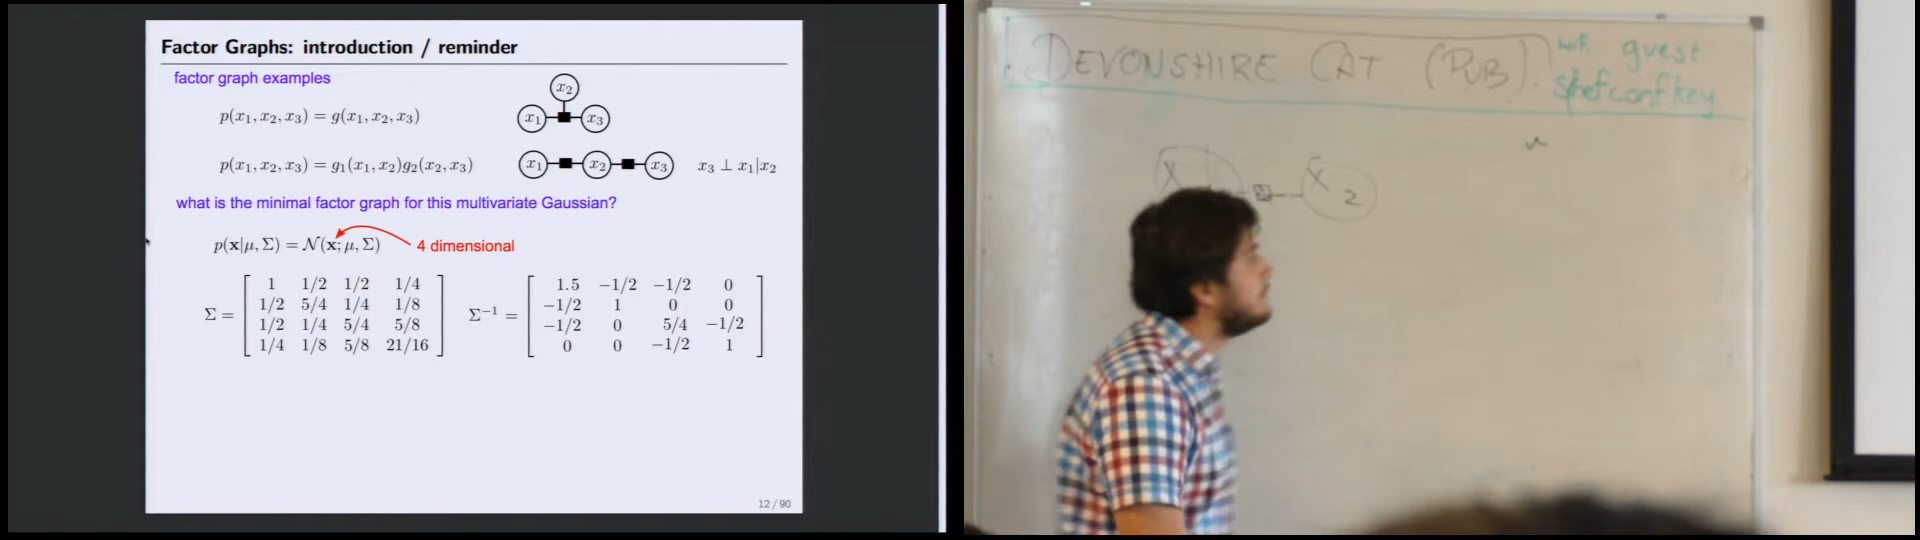 Factor Graphs: introduction / reminder
factor graph examples
p(x₁, x₂, x₃) = g(x₁, x₂, x₃)
x₂
x₁ x₃
p(x₁, x₂, x₃) = g₁(x₁, x₂)g₂(x₂, x₃)
x₁ x₂ x₃
x₃ ⊥ x₁|x₂
what is the minimal factor graph for this multivariate Gaussian?
p(x|μ, Σ) = N(x; μ, Σ)
4 dimensional
Σ =
1 1/2 1/2 1/4
1/2 5/4 1/4 1/8
1/2 1/4 5/4 5/8
1/4 1/8 5/8 21/16
Σ⁻¹ =
1.5 −1/2 −1/2 0
−1/2 1 0 0
−1/2 0 5/4 −1/2
0 0 −1/2 1
12 / 90
DEVONSHIRE CAT (PUB)
wifi guest
shefconfkey
X
X 2